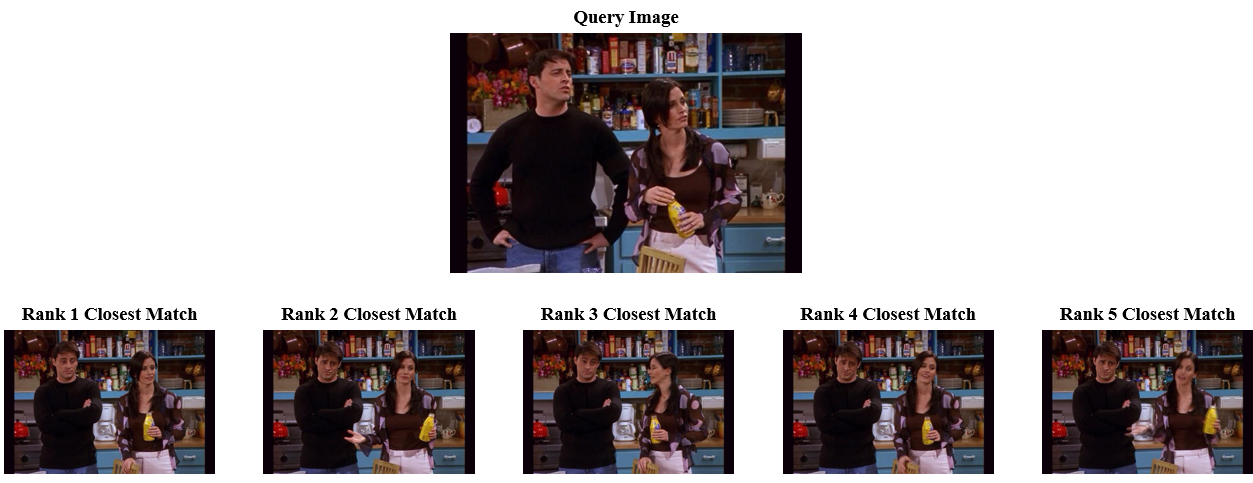 Query Image
Rank 1 Closest Match
Rank 2 Closest Match
Rank 3 Closest Match
Rank 4 Closest Match
Rank 5 Closest Match